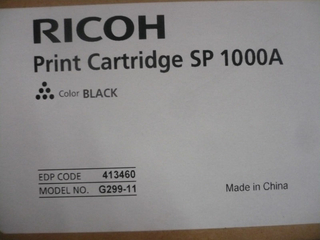 RICOH
Print Cartridge SP 1000A
Color BLACK
EDP CODE 413460
MODEL NO. G299-11
Made in China